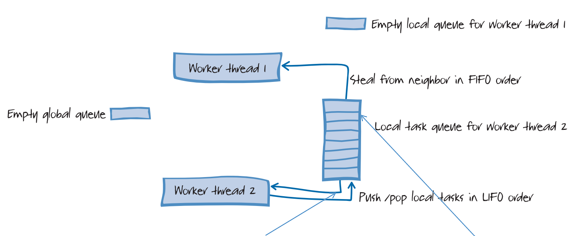 Empty local queue for worker thread 1
Worker thread 1
Steal from neighbor in FIFO order
Empty global queue
Local task queue for worker thread 2
Worker thread 2
Push /pop local tasks in LIFO order